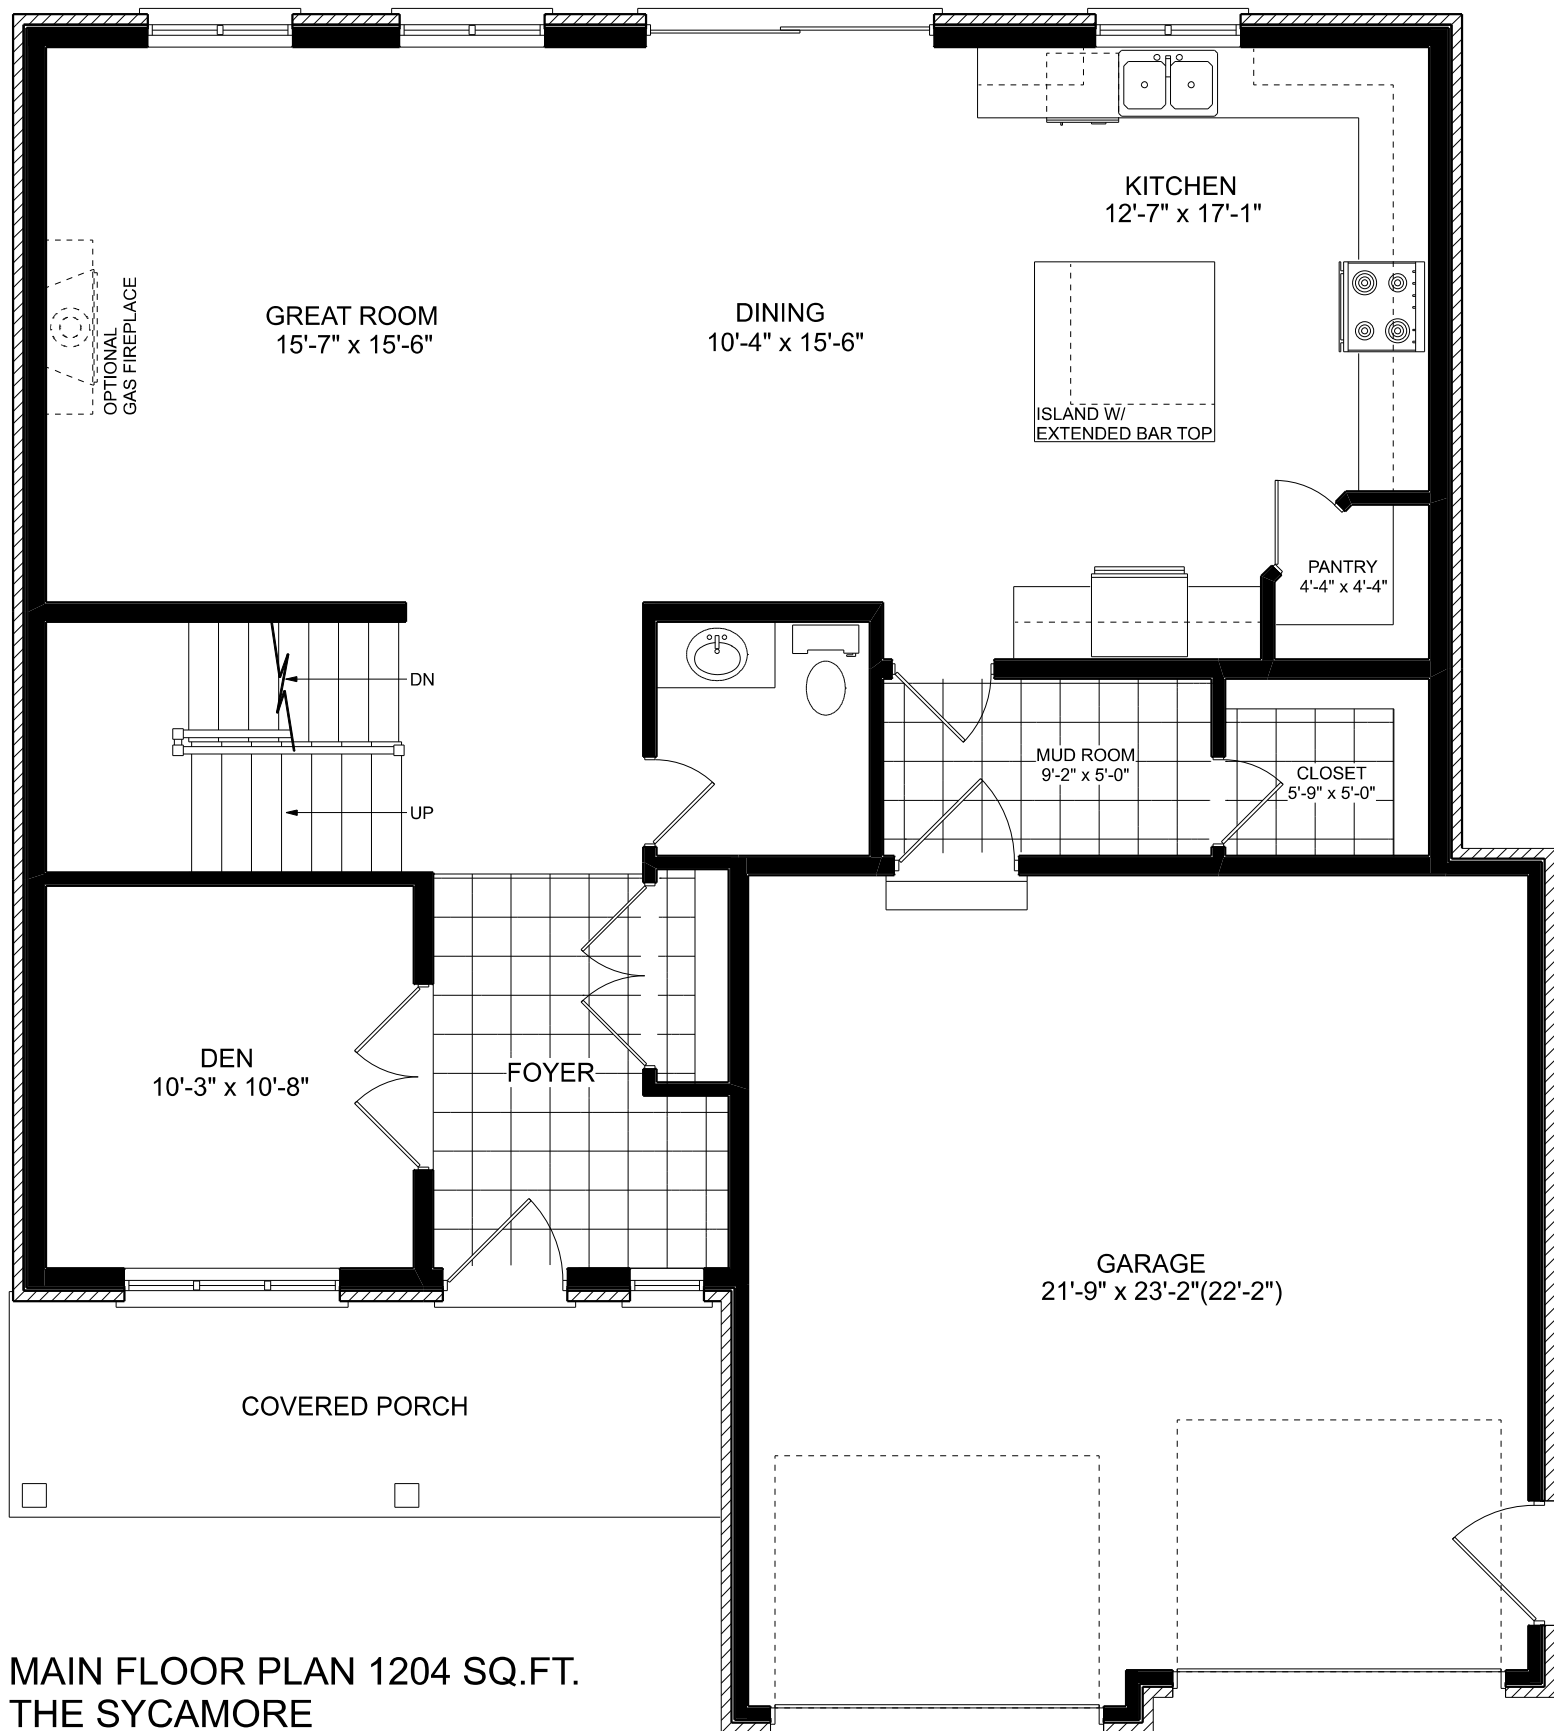 KITCHEN
12'-7" x 17'-1"
GREAT ROOM
15'-7" x 15'-6"
DINING
10'-4" x 15'-6"
OPTIONAL
GAS FIREPLACE
ISLAND W/
EXTENDED BAR TOP
PANTRY
4'-4" x 4'-4"
DN
MUD ROOM
9'-2" x 5'-0"
CLOSET
5'-9" x 5'-0"
UP
DEN
10'-3" x 10'-8"
FOYER
GARAGE
21'-9" x 23'-2"(22'-2")
COVERED PORCH
MAIN FLOOR PLAN 1204 SQ.FT.
THE SYCAMORE